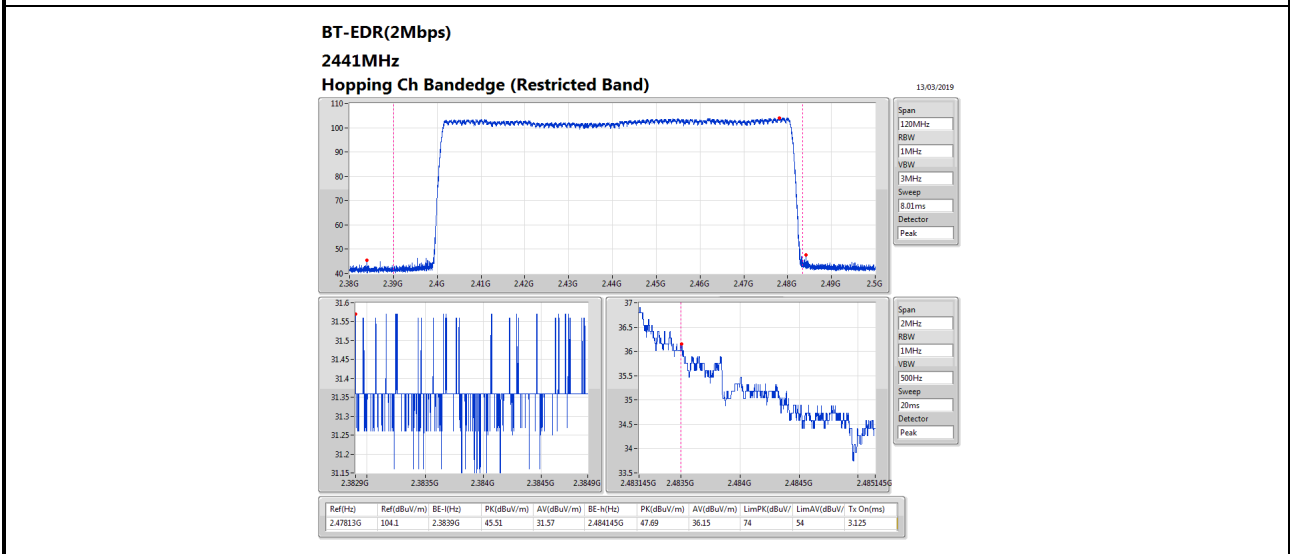 BT-EDR(2Mbps)
2441MHz
Hopping Ch Bandedge (Restricted Band)
13/03/2019
110
100
90
80
70
60
50
40
2.38G 2.39G 2.4G 2.41G 2.42G 2.43G 2.44G 2.45G 2.46G 2.47G 2.48G 2.49G 2.5G
Span
120MHz
RBW
1MHz
VBW
3MHz
Sweep
8.01ms
Detector
Peak
31.6
31.55
31.5
31.45
31.4
31.35
31.3
31.25
31.2
31.15
2.3829G 2.3835G 2.384G 2.3845G 2.3849G
37
36.5
36
35.5
35
34.5
34
33.5
2.483145G 2.4835G 2.484G 2.4845G 2.485145G
Span
2MHz
RBW
1MHz
VBW
500Hz
Sweep
20ms
Detector
Peak
Ref(Hz) Ref(dBuV/m) BE-l(Hz) PK(dBuV/m) AV(dBuV/m) BE-h(Hz) PK(dBuV/m) AV(dBuV/m) LimPK(dBuV/ LimAV(dBuV/ Tx On(ms)
2.47813G 104.1 2.3839G 45.51 31.57 2.484145G 47.69 36.15 74 54 3.125